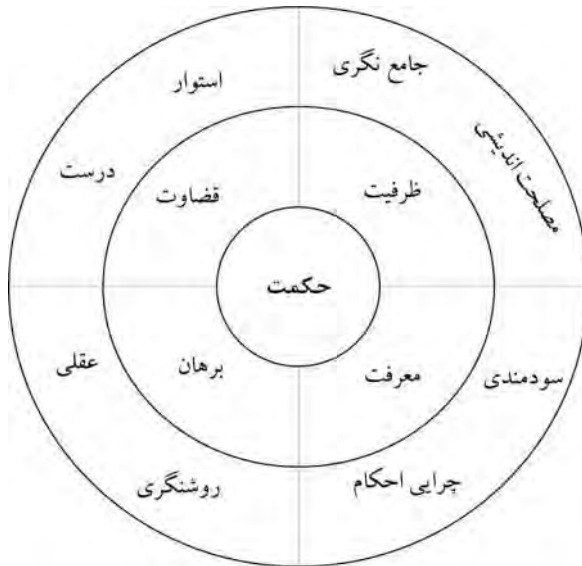 جامع نگری
استوار
مصلحت اندیشی
درست
قضاوت
ظرفیت
حکمت
عقلی
برهان
معرفت
سودمندی
روشنگری
چرایی احکام